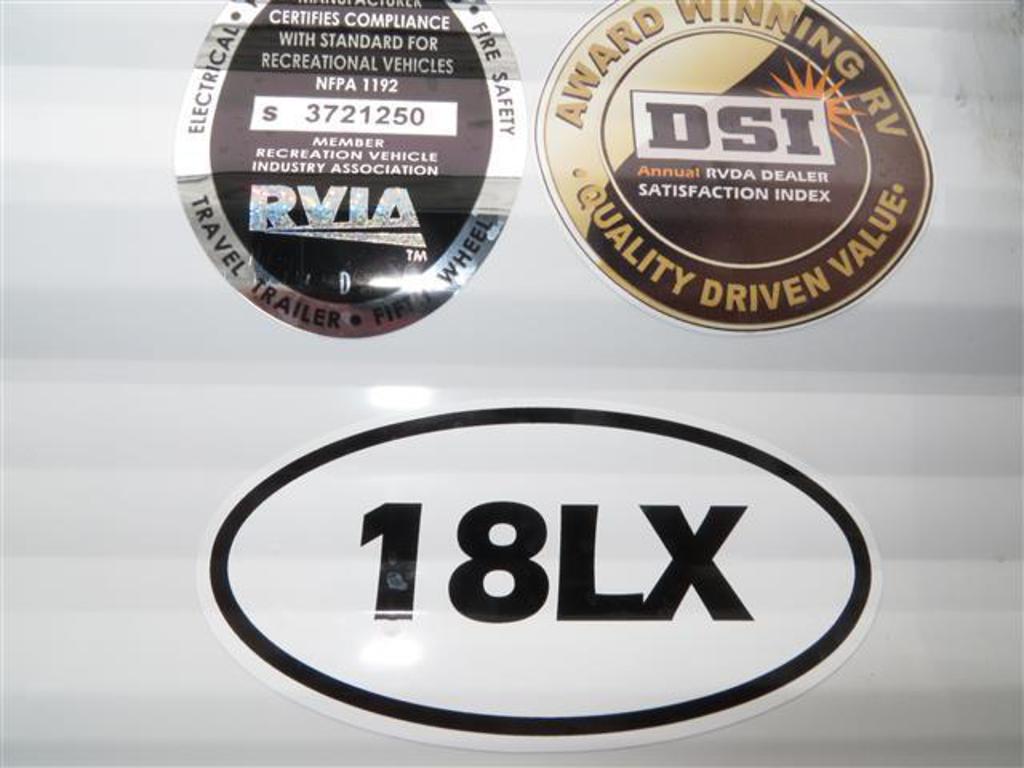 MANUFACTURER
CERTIFIES COMPLIANCE
WITH STANDARD FOR
RECREATIONAL VEHICLES
NFPA 1192
S 3721250
MEMBER
RECREATION VEHICLE
INDUSTRY ASSOCIATION
RVIA
TM
ELECTRICAL •
• FIRE SAFETY
TRAVEL TRAILER • FIFTH WHEEL
AWARD WINNING RV
DSI
Annual RVDA DEALER
SATISFACTION INDEX
• QUALITY DRIVEN VALUE •
18LX